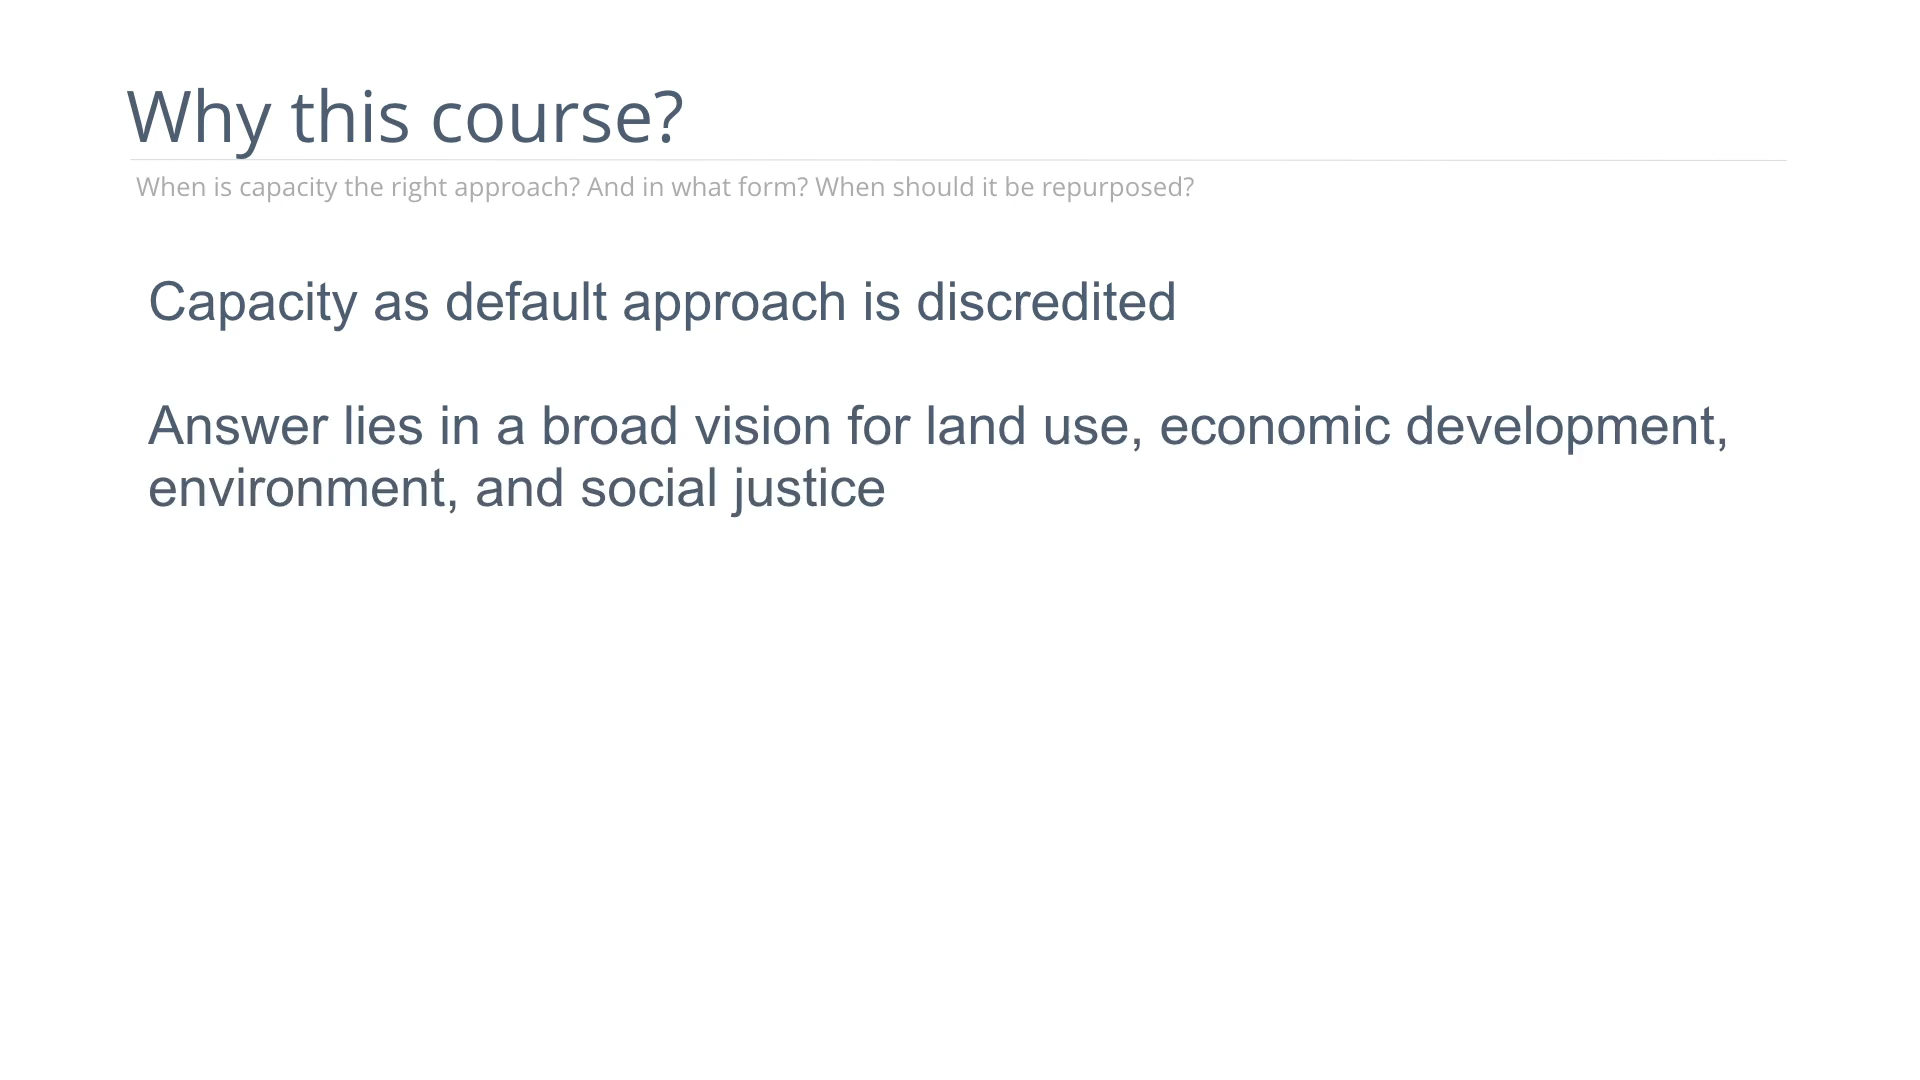 Why this course?
When is capacity the right approach? And in what form? When should it be repurposed?
Capacity as default approach is discredited
Answer lies in a broad vision for land use, economic development,
environment, and social justice